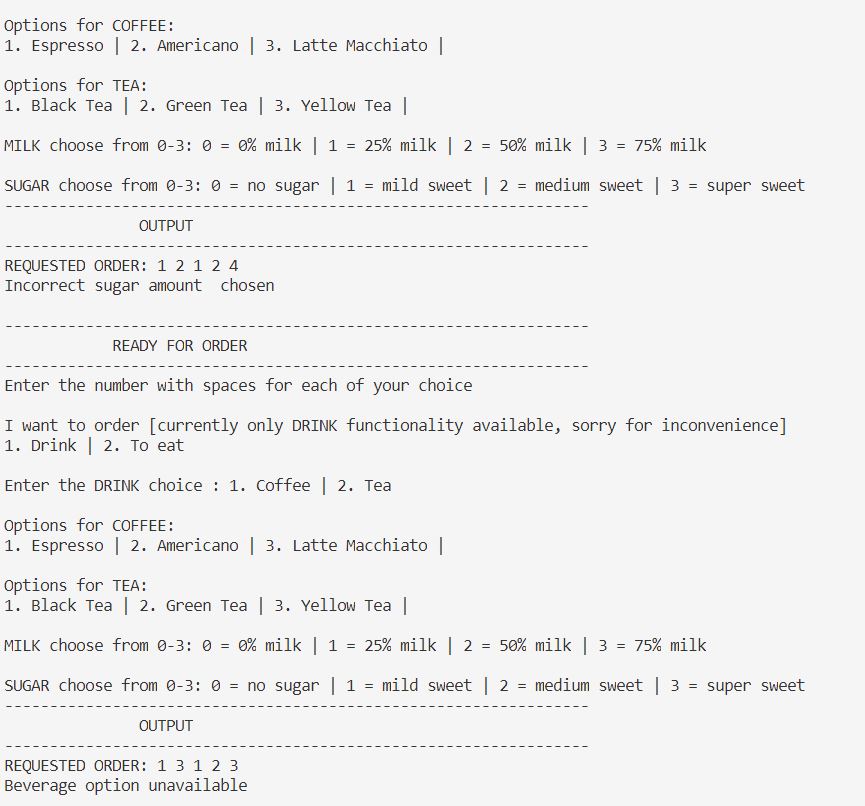 Options for COFFEE:
1. Espresso | 2. Americano | 3. Latte Macchiato |
Options for TEA:
1. Black Tea | 2. Green Tea | 3. Yellow Tea |
MILK choose from 0-3: 0 = 0% milk | 1 = 25% milk | 2 = 50% milk | 3 = 75% milk
SUGAR choose from 0-3: 0 = no sugar | 1 = mild sweet | 2 = medium sweet | 3 = super sweet
-----------------------------------------------------------------
OUTPUT
-----------------------------------------------------------------
REQUESTED ORDER: 1 2 1 2 4
Incorrect sugar amount  chosen
-----------------------------------------------------------------
READY FOR ORDER
-----------------------------------------------------------------
Enter the number with spaces for each of your choice
I want to order [currently only DRINK functionality available, sorry for inconvenience]
1. Drink | 2. To eat
Enter the DRINK choice : 1. Coffee | 2. Tea
Options for COFFEE:
1. Espresso | 2. Americano | 3. Latte Macchiato |
Options for TEA:
1. Black Tea | 2. Green Tea | 3. Yellow Tea |
MILK choose from 0-3: 0 = 0% milk | 1 = 25% milk | 2 = 50% milk | 3 = 75% milk
SUGAR choose from 0-3: 0 = no sugar | 1 = mild sweet | 2 = medium sweet | 3 = super sweet
-----------------------------------------------------------------
OUTPUT
-----------------------------------------------------------------
REQUESTED ORDER: 1 3 1 2 3
Beverage option unavailable